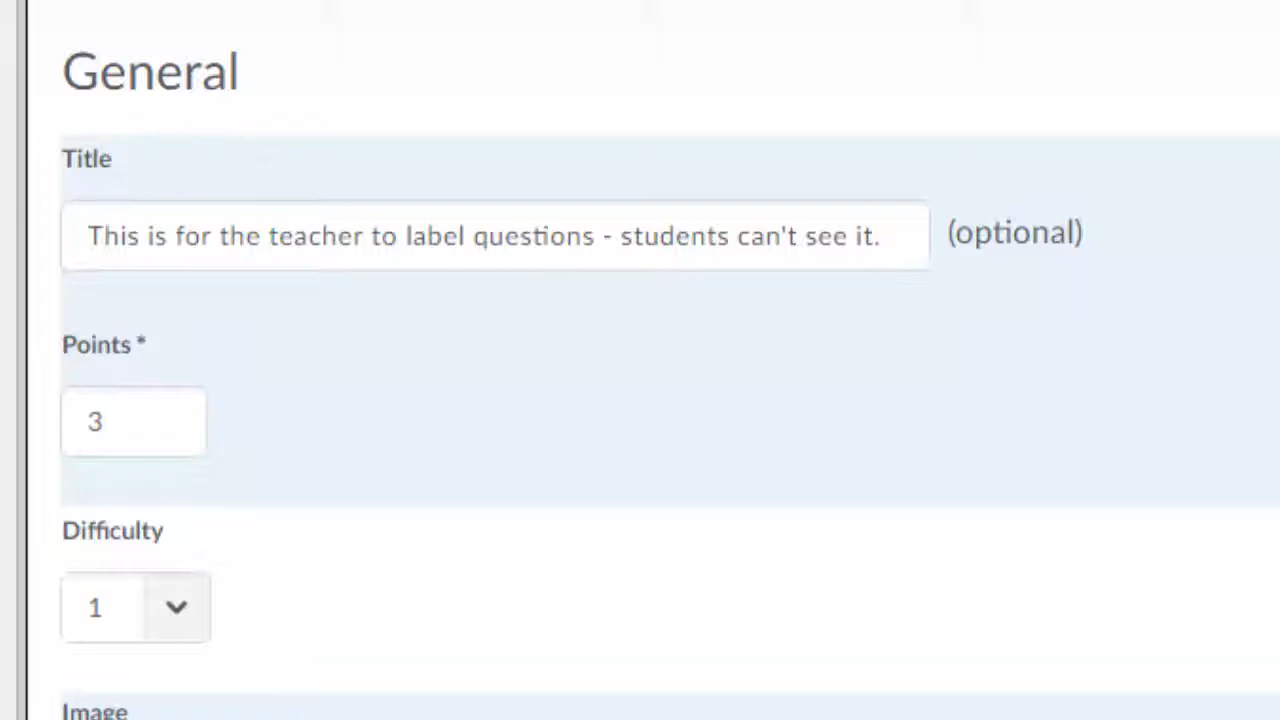 General
Title
This is for the teacher to label questions - students can't see it.
(optional)
Points *
3
Difficulty
1
Image